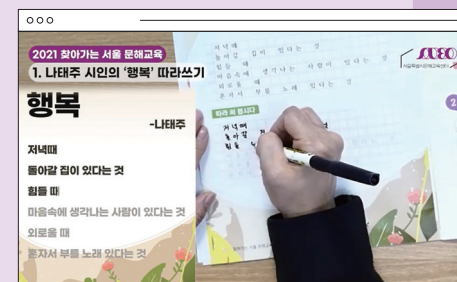 2021 찾아가는 서울 문해교육
1. 나태주 시인의 '행복' 따라쓰기
행복
-나태주
저녁때
돌아갈 집이 있다는 것
힘들 때
마음속에 생각나는 사람이 있다는 것
외로울 때
혼자서 부를 노래 있다는 것
저녁때
돌아갈 집이 있다는 것
힘들 때
마음속에 생각나는 사람이 있다는 것
외로울 때
혼자서 부를 노래 있다는 것
따라 써 봅시다
저녁때
돌아갈
힘들
2